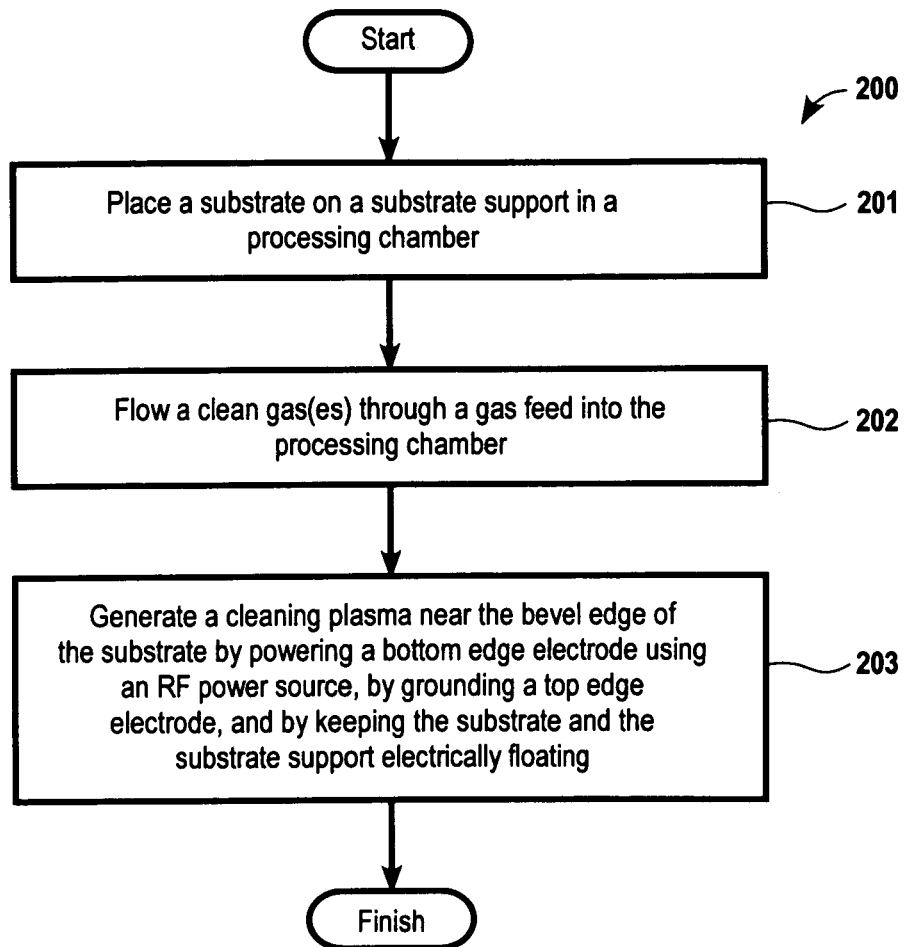 Start
200
Place a substrate on a substrate support in a
processing chamber
201
Flow a clean gas(es) through a gas feed into the
processing chamber
202
Generate a cleaning plasma near the bevel edge of
the substrate by powering a bottom edge electrode using
an RF power source, by grounding a top edge
electrode, and by keeping the substrate and the
substrate support electrically floating
203
Finish